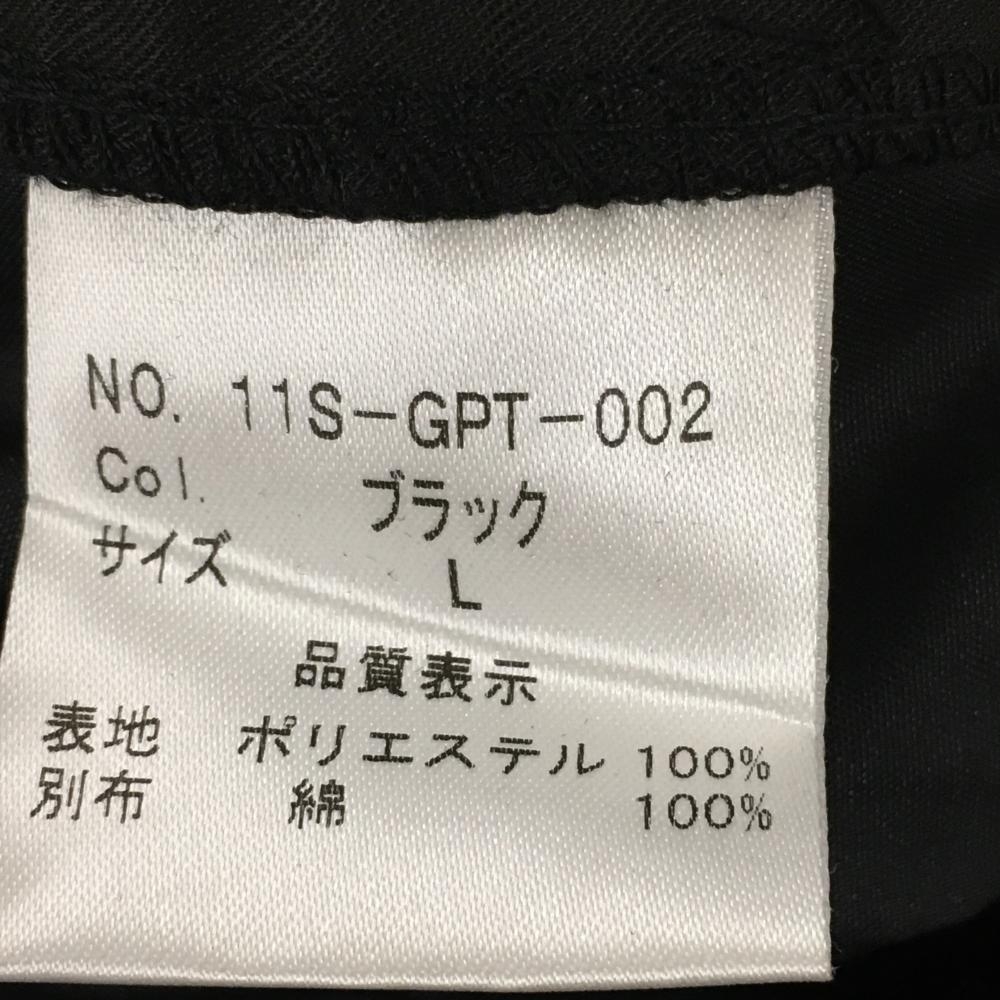 NO. 11S-GPT-002
Col. ブラック
サイズ L
品質表示
表地 ポリエステル 100%
別布 綿 100%